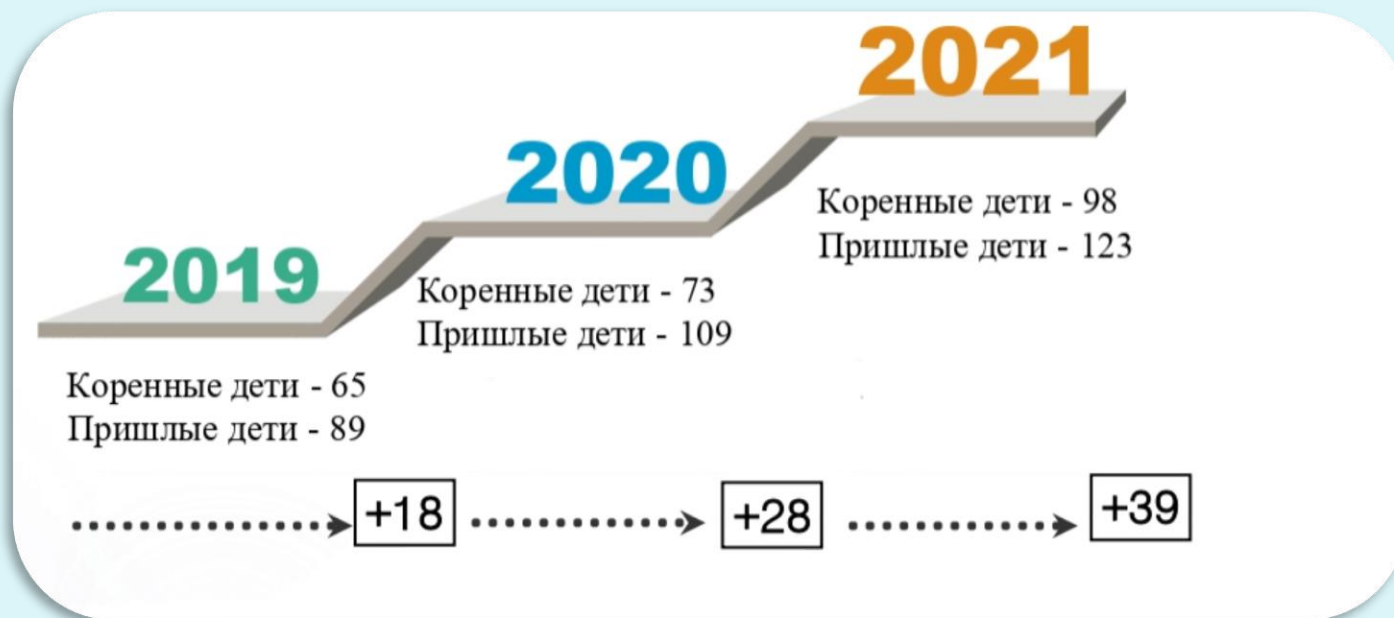 2019
Коренные дети - 65
Пришлые дети - 89
2020
Коренные дети - 73
Пришлые дети - 109
2021
Коренные дети - 98
Пришлые дети - 123
+18
+28
+39